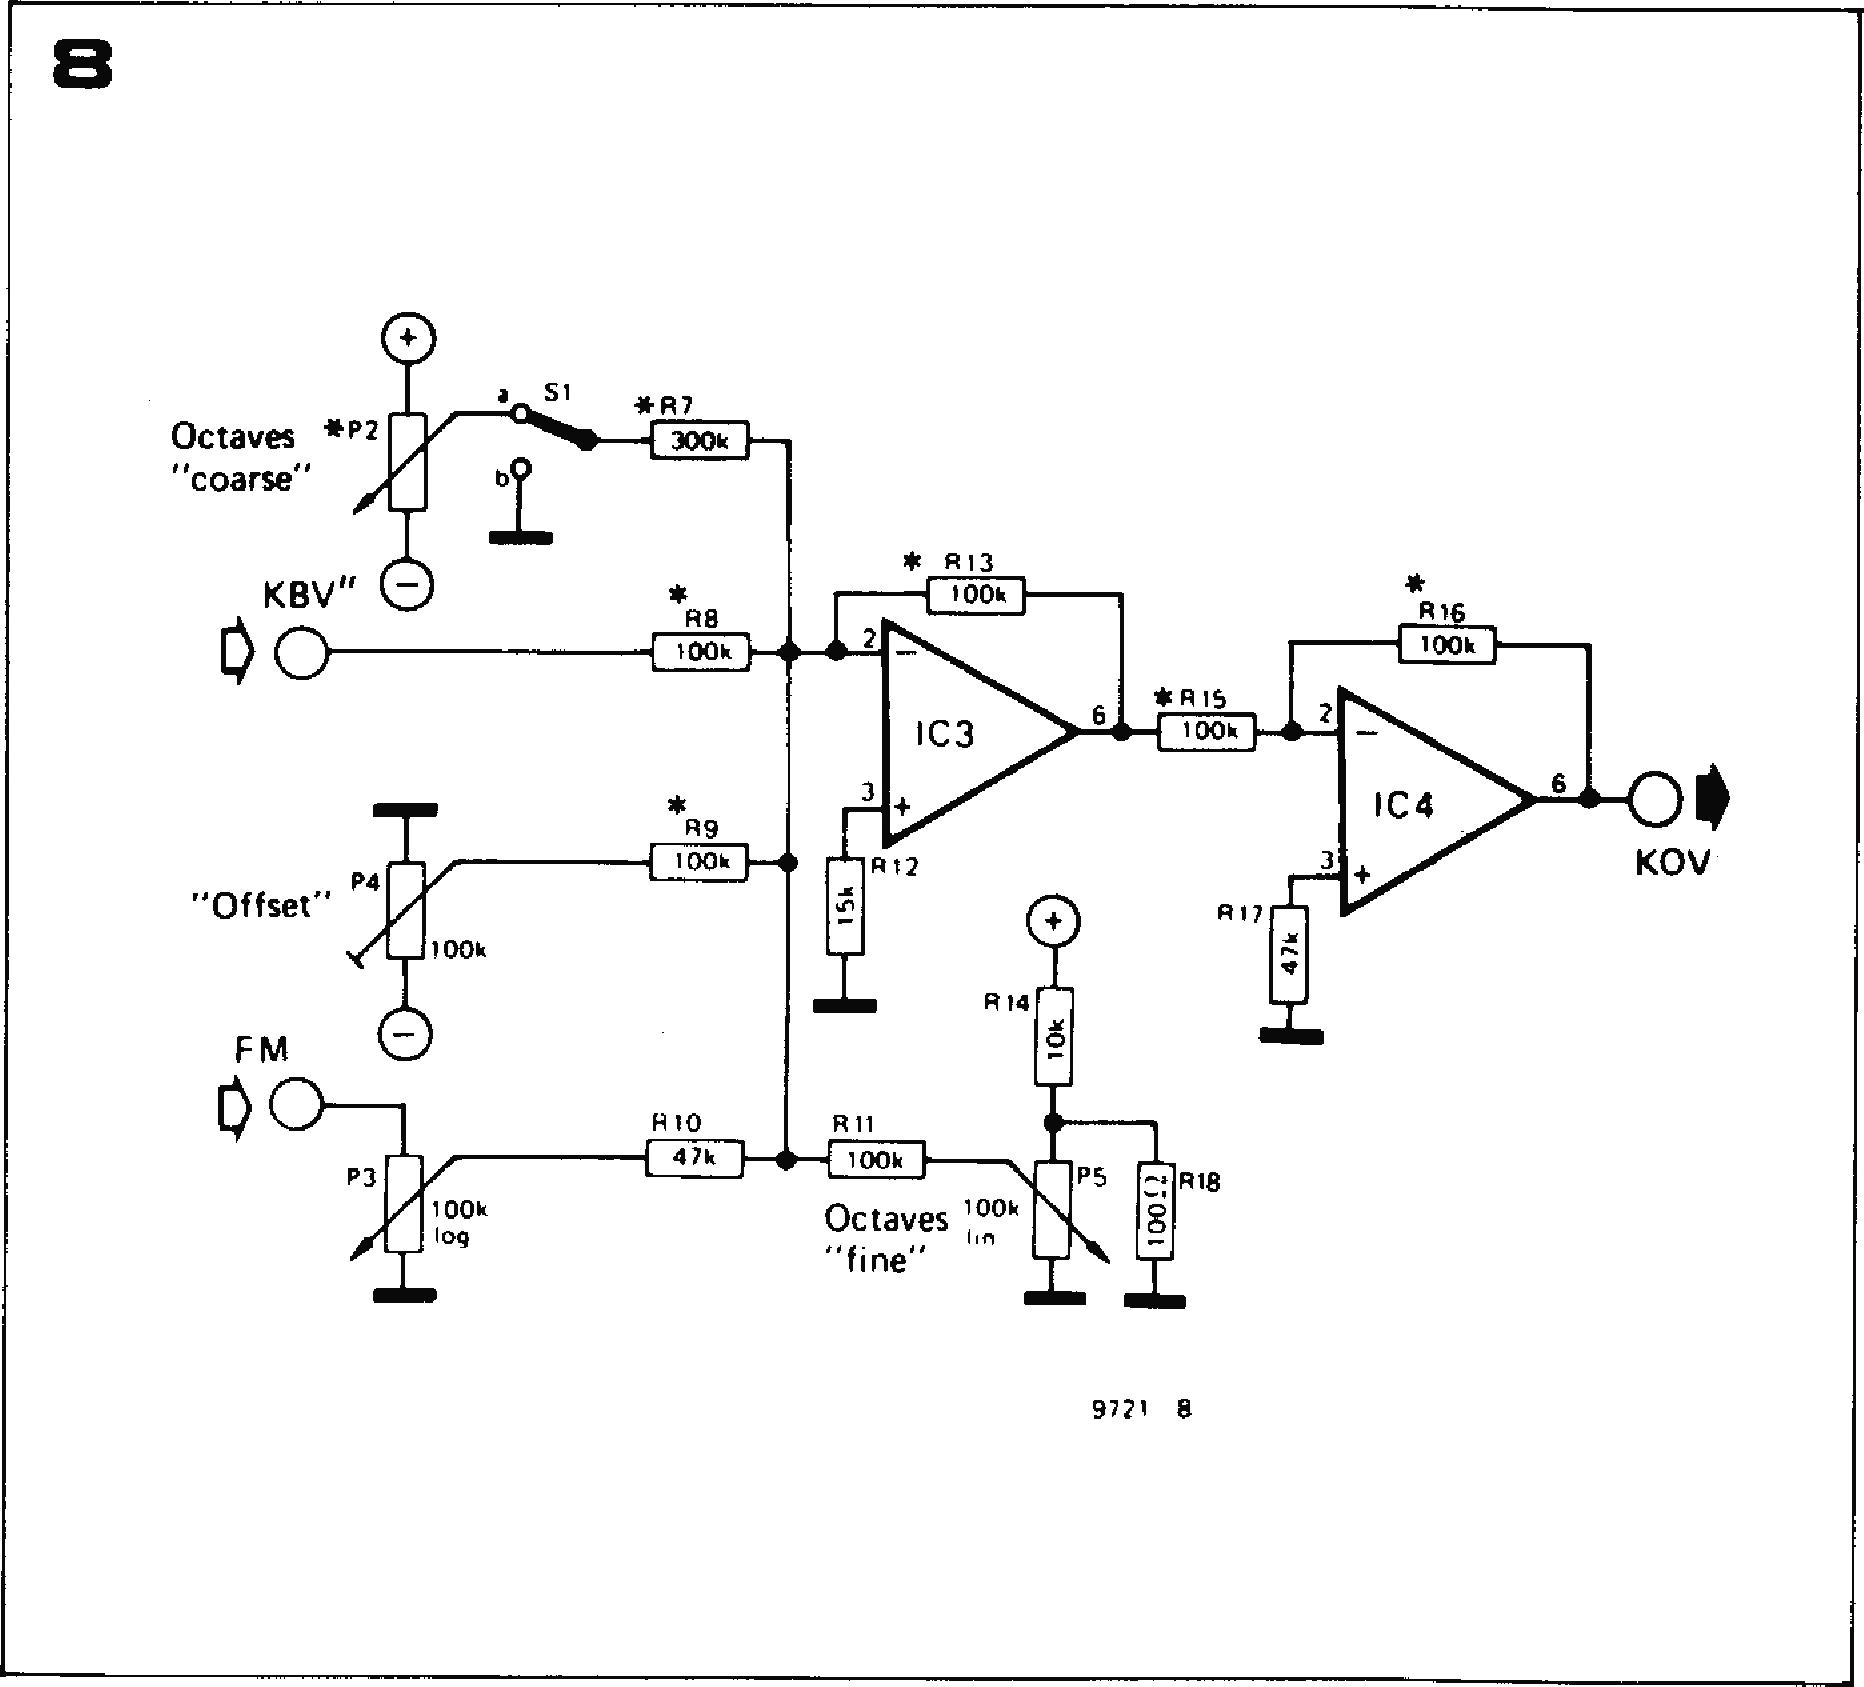 8
+
a S1
*R7
300k
Octaves
"coarse"
*P2
b
−
KBV"
*
R8
100k
* R13
100k
2
−
IC3
6
3
+
*
R16
100k
*R15
100k
2
−
IC4
6
3
+
KOV
*
R9
100k
P4
"Offset"
100k
−
R12
15k
R17
47k
+
R14
10k
FM
R10
47k
R11
100k
P3
100k
log
Octaves
"fine"
100k
lin
P5
R18
100Ω
9721 8